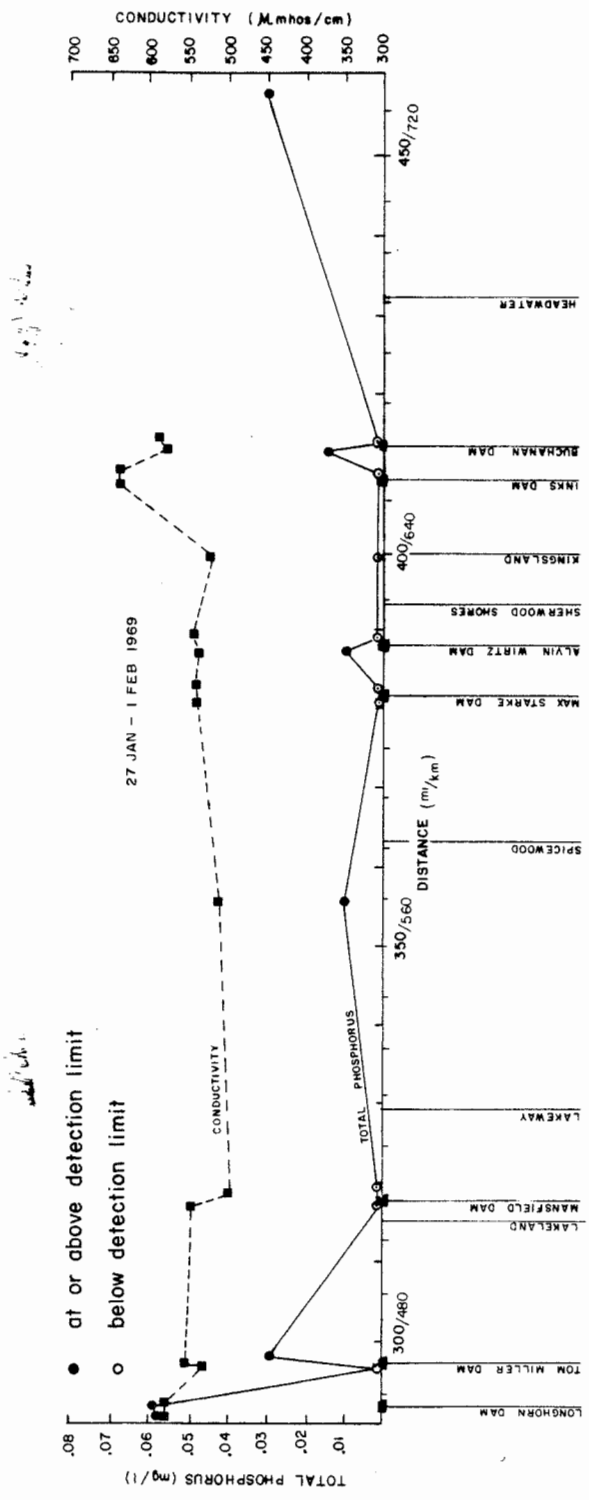 CONDUCTIVITY (μ mhos/cm)
700 650 600 550 500 450 400 350 300
27 JAN – 1 FEB 1969
● at or above detection limit
○ below detection limit
CONDUCTIVITY
TOTAL PHOSPHORUS
450/720
400/640
350/560
300/480
DISTANCE (mi/km)
HEADWATER
BUCHANAN DAM
INKS DAM
KINGSLAND
SHERWOOD SHORES
ALVIN WIRTZ DAM
MAX STARKE DAM
SPICEWOOD
LAKEWAY
MANSFIELD DAM
LAKELAND
TOM MILLER DAM
LONGHORN DAM
.08 .07 .06 .05 .04 .03 .02 .01
TOTAL PHOSPHORUS (mg/l)